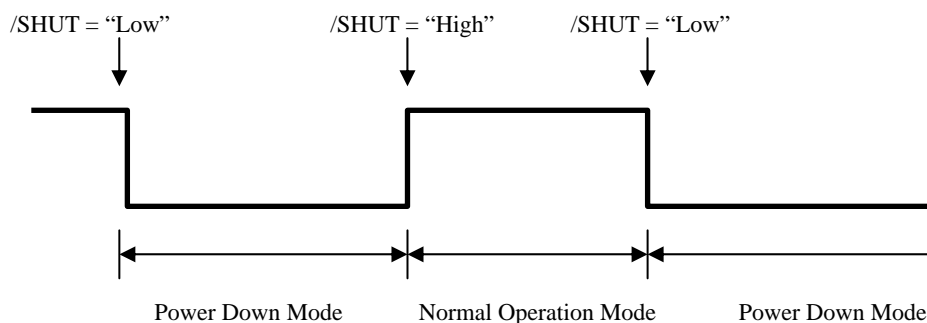 /SHUT = “Low” /SHUT = “High” /SHUT = “Low”
Power Down Mode Normal Operation Mode Power Down Mode